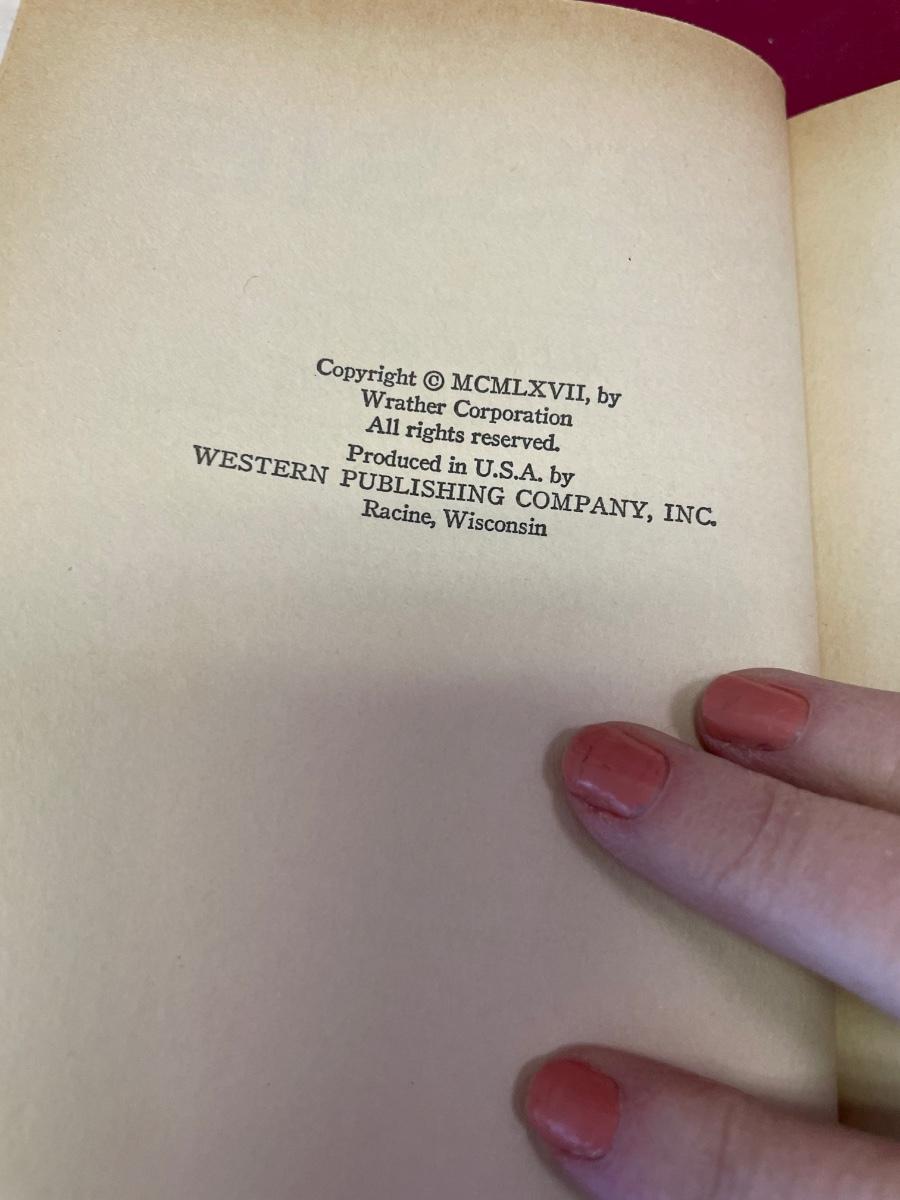 Copyright © MCMLXVII, by
Wrather Corporation
All rights reserved.
Produced in U.S.A. by
WESTERN PUBLISHING COMPANY, INC.
Racine, Wisconsin